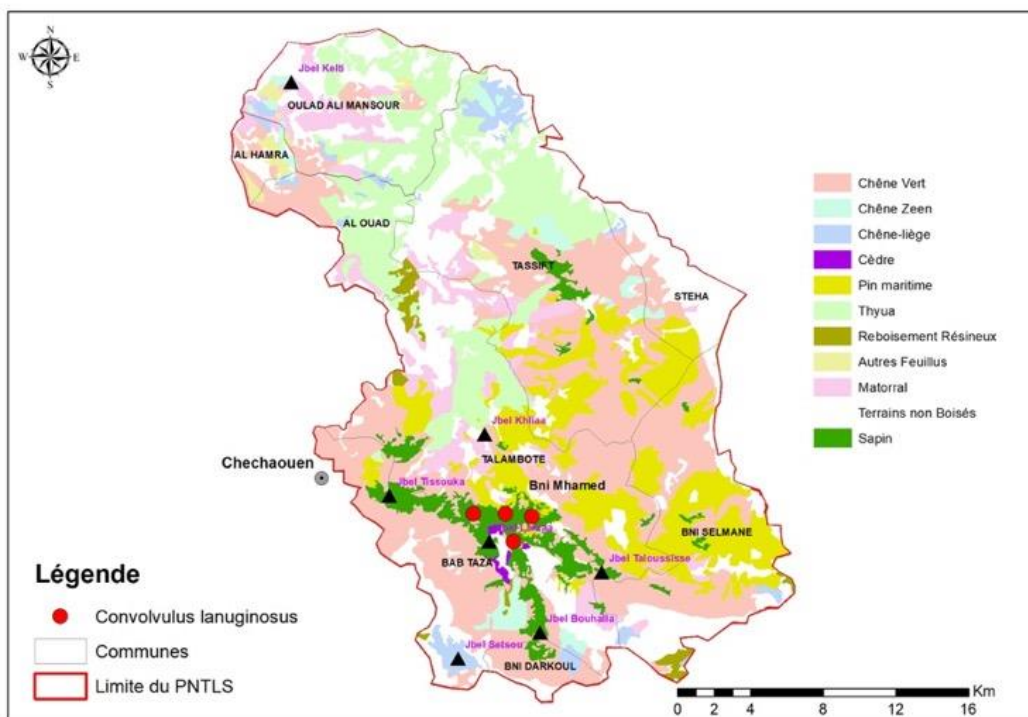 N
W E
S
Jbel Kelti
OULAD ALI MANSOUR
AL HAMRA
AL OUAD
TASSIFT
STEHA
Chêne Vert
Chêne Zeen
Chêne-liège
Cèdre
Pin maritime
Thyua
Reboisement Résineux
Autres Feuillus
Matorral
Terrains non Boisés
Sapin
Jbel Khliaa
TALAMBOTE
Chechaouen
Bni Mhamed
Jbel Tissouka
BNI SELMANE
BAB TAZA
Jbel Taloussisse
Jbel Bouhalla
Jbel Setsou
BNI DARKOUL
Légende
Convolvulus lanuginosus
Communes
Limite du PNTLS
Km
0 2 4 8 12 16